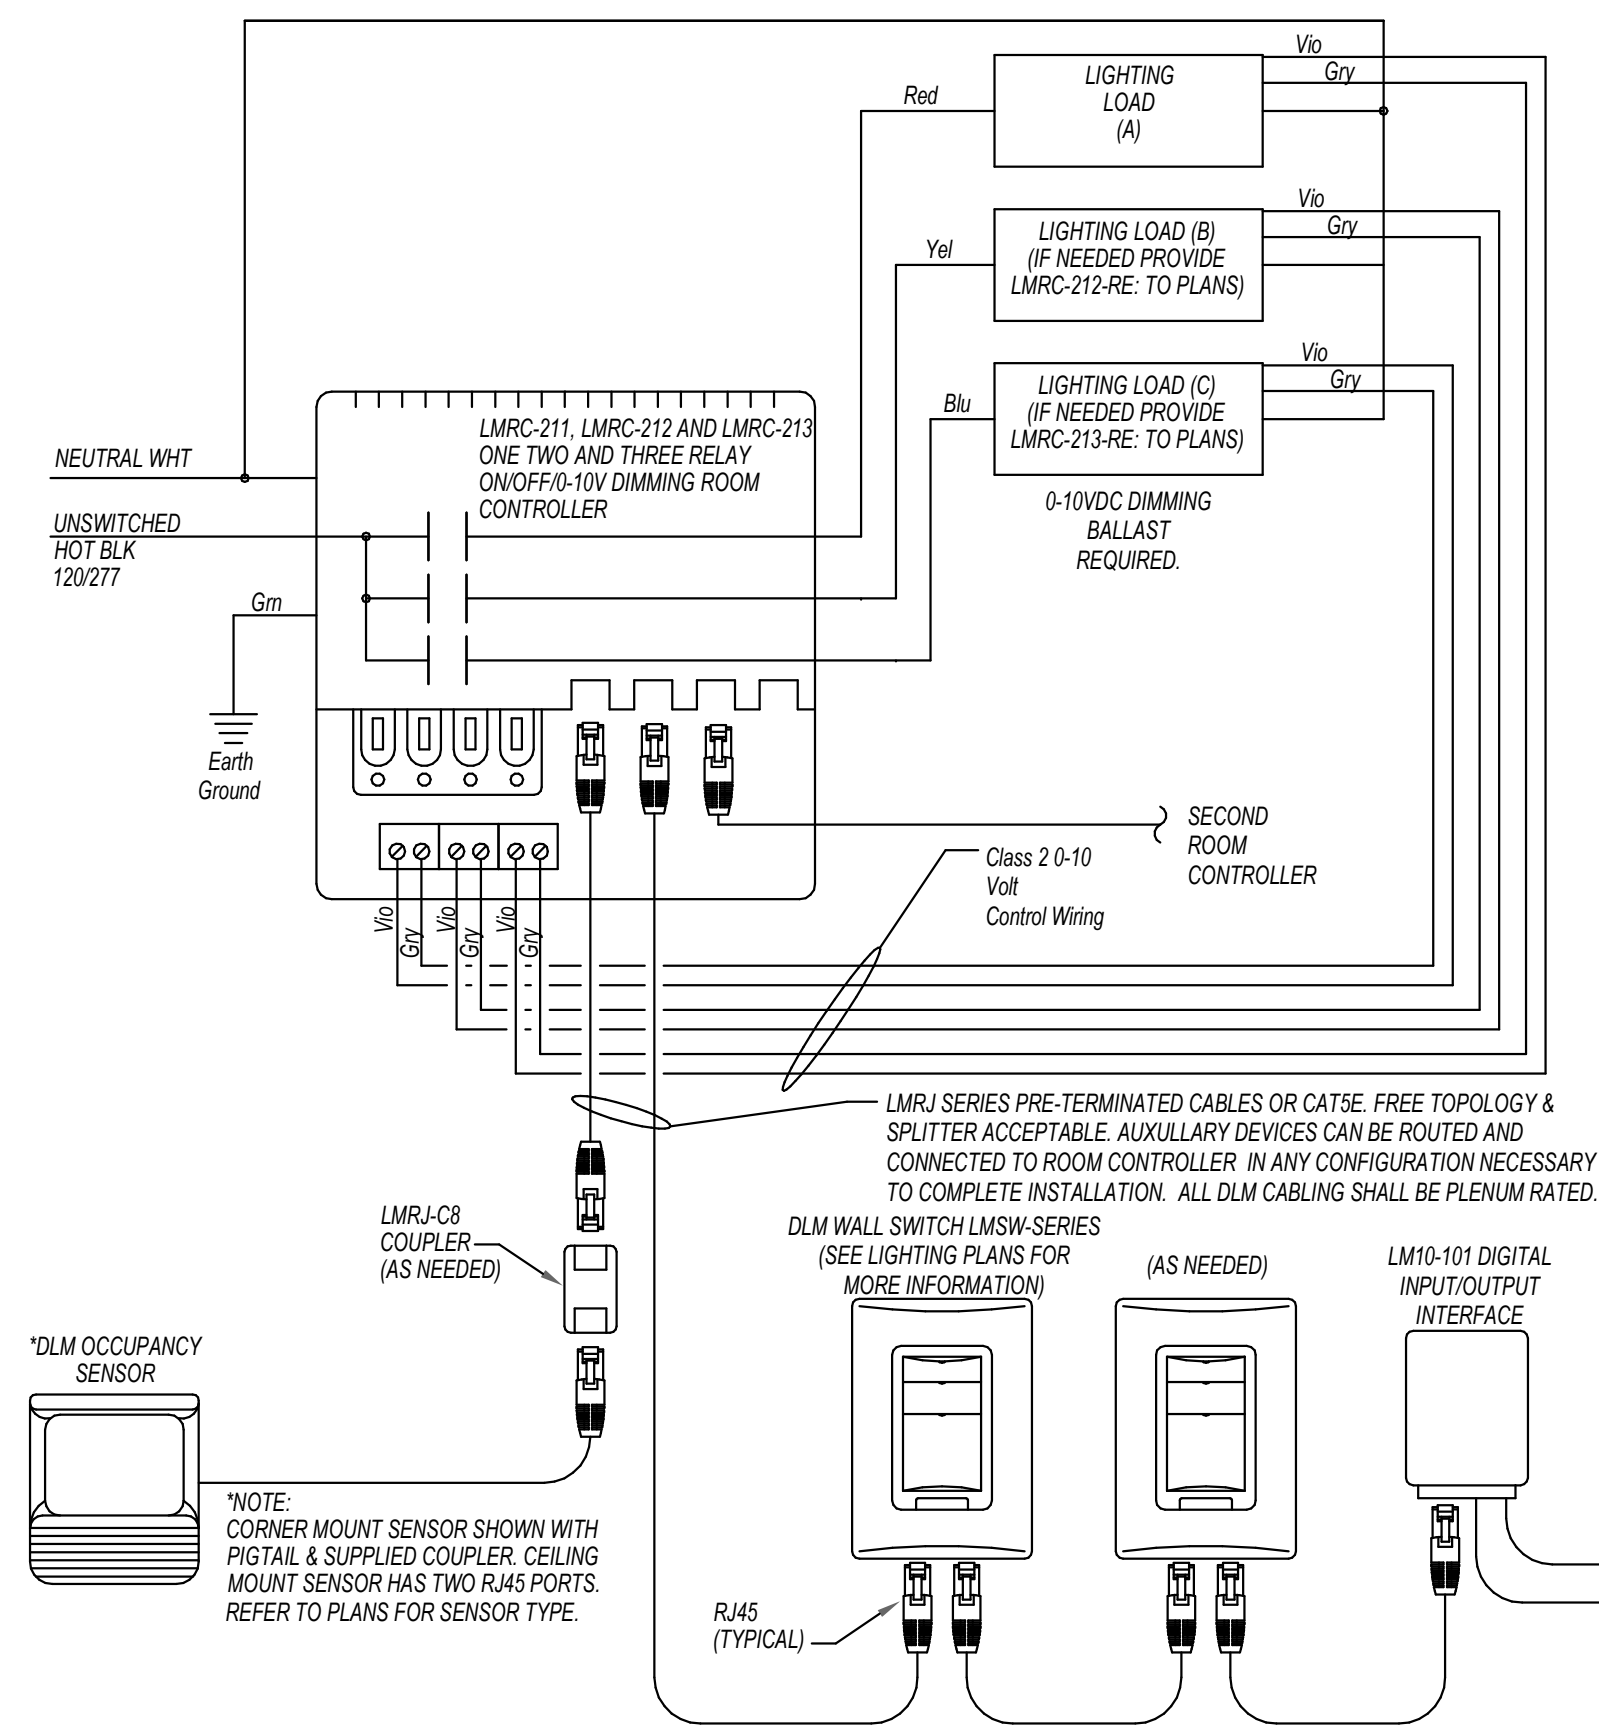 Vio
Gry
LIGHTING
LOAD
(A)
Red
Vio
Gry
LIGHTING LOAD (B)
(IF NEEDED PROVIDE
LMRC-212-RE: TO PLANS)
Yel
Vio
Gry
LIGHTING LOAD (C)
(IF NEEDED PROVIDE
LMRC-213-RE: TO PLANS)
Blu
0-10VDC DIMMING
BALLAST
REQUIRED.
LMRC-211, LMRC-212 AND LMRC-213
ONE TWO AND THREE RELAY
ON/OFF/0-10V DIMMING ROOM
CONTROLLER
NEUTRAL WHT
UNSWITCHED
HOT BLK
120/277
Grn
Earth
Ground
SECOND
ROOM
CONTROLLER
Class 2 0-10
Volt
Control Wiring
Vio
Gry
Vio
Gry
Vio
Gry
LMRJ SERIES PRE-TERMINATED CABLES OR CAT5E. FREE TOPOLOGY &
SPLITTER ACCEPTABLE. AUXULLARY DEVICES CAN BE ROUTED AND
CONNECTED TO ROOM CONTROLLER IN ANY CONFIGURATION NECESSARY
TO COMPLETE INSTALLATION. ALL DLM CABLING SHALL BE PLENUM RATED.
LMRJ-C8
COUPLER
(AS NEEDED)
DLM WALL SWITCH LMSW-SERIES
(SEE LIGHTING PLANS FOR
MORE INFORMATION)
(AS NEEDED)
LM10-101 DIGITAL
INPUT/OUTPUT
INTERFACE
*DLM OCCUPANCY
SENSOR
*NOTE:
CORNER MOUNT SENSOR SHOWN WITH
PIGTAIL & SUPPLIED COUPLER. CEILING
MOUNT SENSOR HAS TWO RJ45 PORTS.
REFER TO PLANS FOR SENSOR TYPE.
RJ45
(TYPICAL)